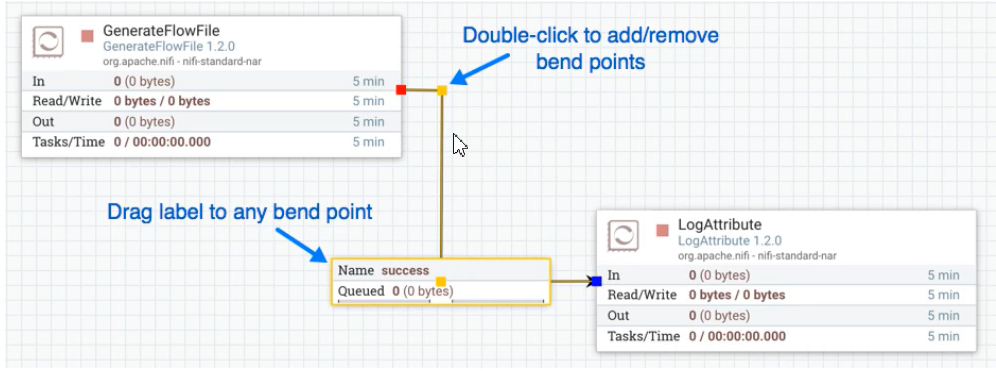 GenerateFlowFile
GenerateFlowFile 1.2.0
org.apache.nifi - nifi-standard-nar
In 0 (0 bytes) 5 min
Read/Write 0 bytes / 0 bytes 5 min
Out 0 (0 bytes) 5 min
Tasks/Time 0 / 00:00:00.000 5 min
Double-click to add/remove
bend points
Drag label to any bend point
Name success
Queued 0 (0 bytes)
LogAttribute
LogAttribute 1.2.0
org.apache.nifi - nifi-standard-nar
In 0 (0 bytes) 5 min
Read/Write 0 bytes / 0 bytes 5 min
Out 0 (0 bytes) 5 min
Tasks/Time 0 / 00:00:00.000 5 min